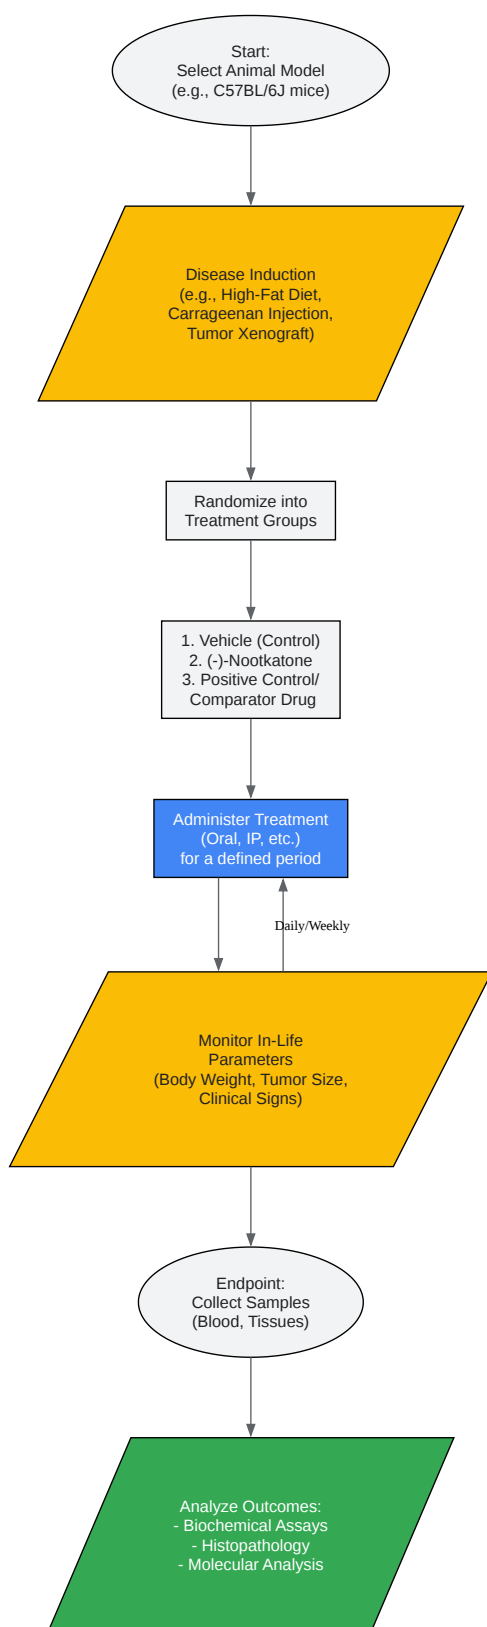 Start:
Select Animal Model
(e.g., C57BL/6J mice)
Disease Induction
(e.g., High-Fat Diet,
Carrageenan Injection,
Tumor Xenograft)
Randomize into
Treatment Groups
1. Vehicle (Control)
2. (-)-Nootkatone
3. Positive Control/
Comparator Drug
Administer Treatment
(Oral, IP, etc.)
for a defined period
Daily/Weekly
Monitor In-Life
Parameters
(Body Weight, Tumor Size,
Clinical Signs)
Endpoint:
Collect Samples
(Blood, Tissues)
Analyze Outcomes:
- Biochemical Assays
- Histopathology
- Molecular Analysis